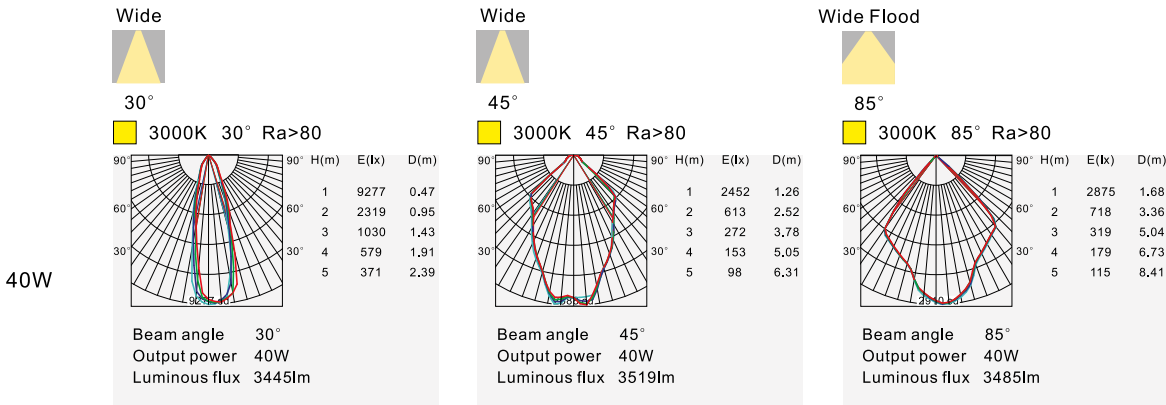 Wide
30°
3000K 30° Ra>80
90° 90° H(m) E(lx) D(m)
1 9277 0.47
60° 60° 2 2319 0.95
3 1030 1.43
30° 30° 4 579 1.91
5 371 2.39
Beam angle 30°
Output power 40W
Luminous flux 3445lm
Wide
45°
3000K 45° Ra>80
90° 90° H(m) E(lx) D(m)
1 2452 1.26
60° 60° 2 613 2.52
3 272 3.78
30° 30° 4 153 5.05
5 98 6.31
Beam angle 45°
Output power 40W
Luminous flux 3519lm
Wide Flood
85°
3000K 85° Ra>80
90° 90° H(m) E(lx) D(m)
1 2875 1.68
60° 60° 2 718 3.36
3 319 5.04
30° 30° 4 179 6.73
5 115 8.41
Beam angle 85°
Output power 40W
Luminous flux 3485lm
40W